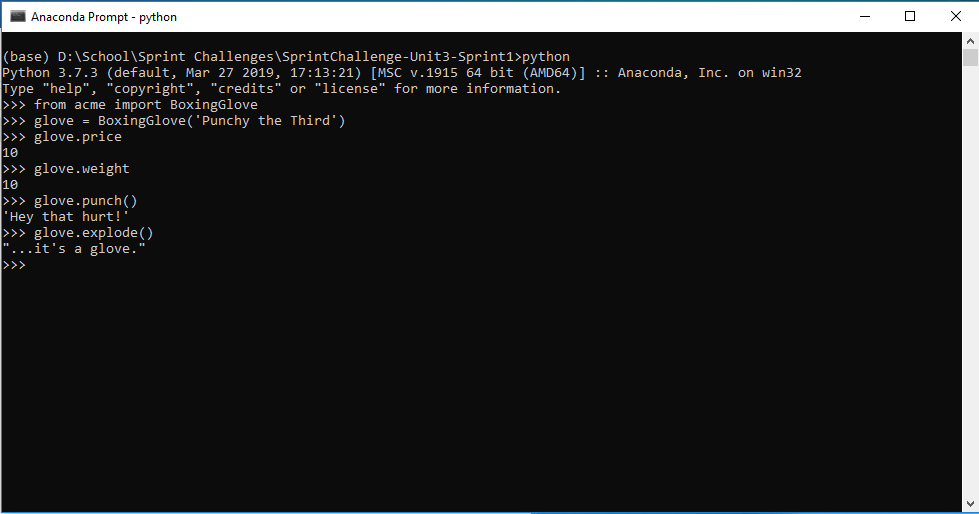 Anaconda Prompt - python
(base) D:\School\Sprint Challenges\SprintChallenge-Unit3-Sprint1>python
Python 3.7.3 (default, Mar 27 2019, 17:13:21) [MSC v.1915 64 bit (AMD64)] :: Anaconda, Inc. on win32
Type "help", "copyright", "credits" or "license" for more information.
>>> from acme import BoxingGlove
>>> glove = BoxingGlove('Punchy the Third')
>>> glove.price
10
>>> glove.weight
10
>>> glove.punch()
'Hey that hurt!'
>>> glove.explode()
"...it's a glove."
>>>